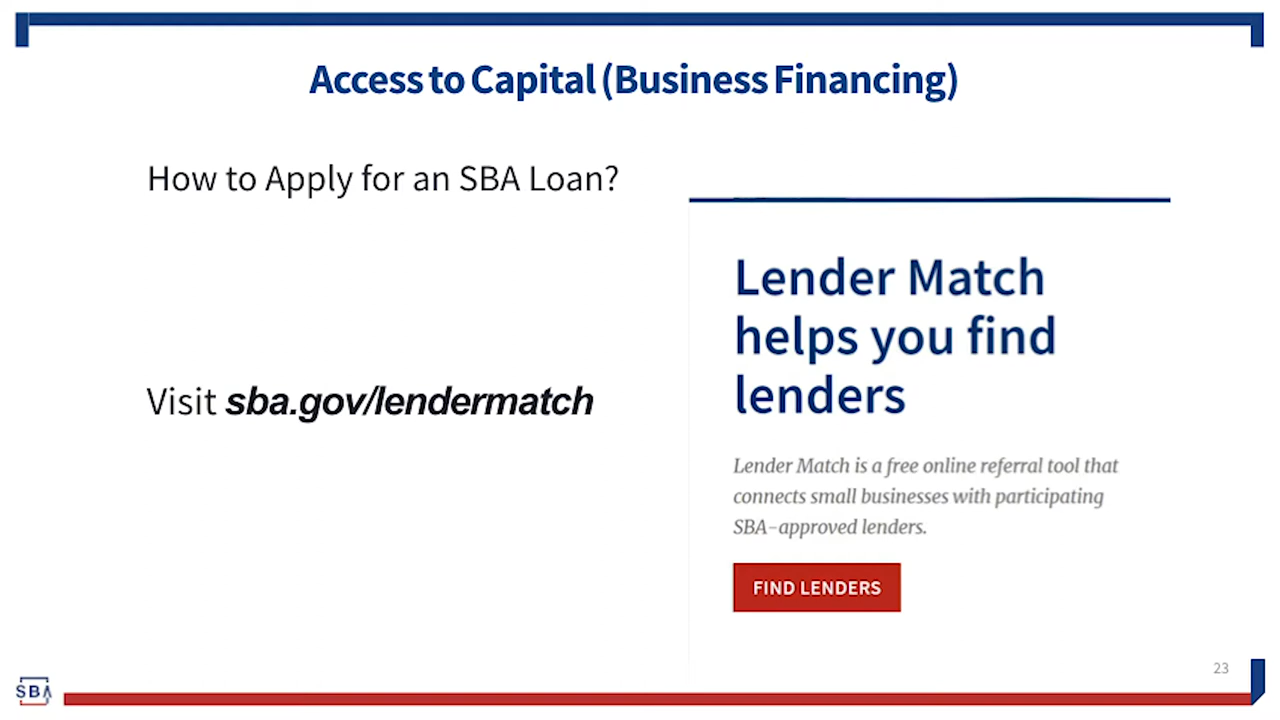 Access to Capital (Business Financing)
How to Apply for an SBA Loan?
Visit sba.gov/lendermatch
Lender Match
helps you find
lenders
Lender Match is a free online referral tool that
connects small businesses with participating
SBA-approved lenders.
FIND LENDERS
23
SBA